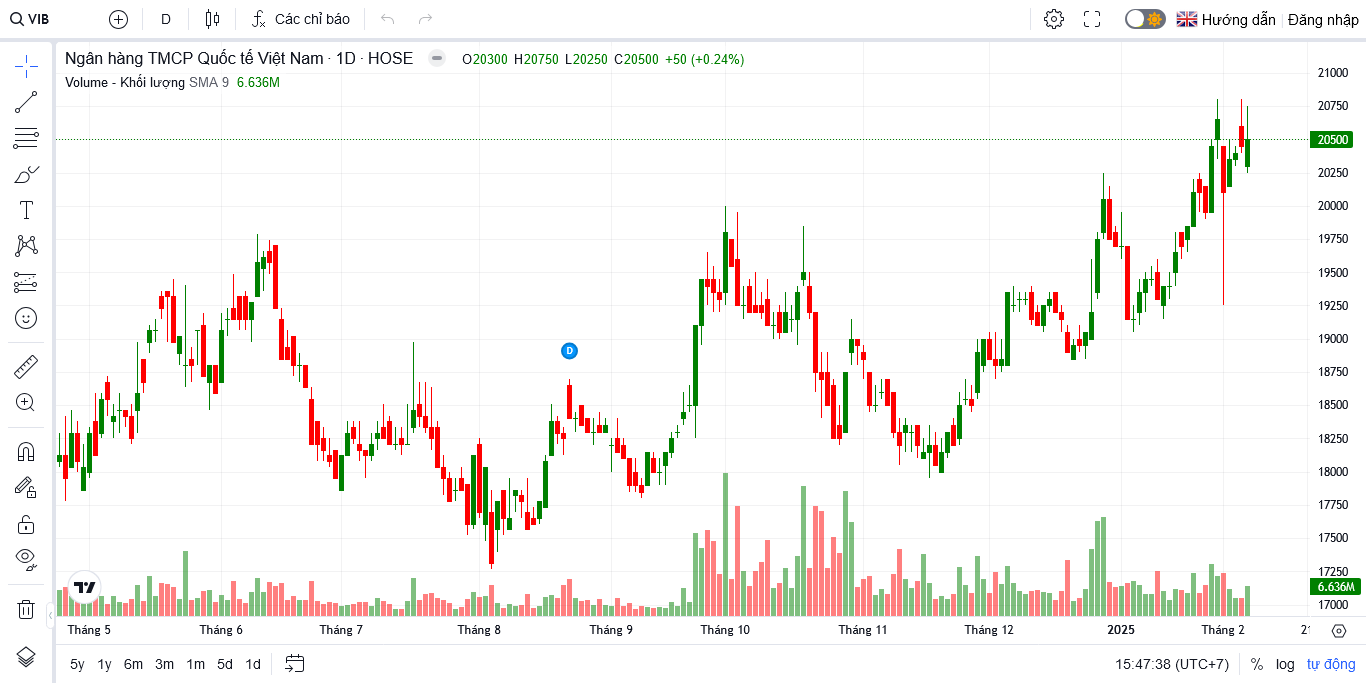 VIB D Các chỉ báo Hướng dẫn Đăng nhập
Ngân hàng TMCP Quốc tế Việt Nam · 1D · HOSE O20300 H20750 L20250 C20500 +50 (+0.24%)
Volume - Khối lượng SMA 9 6.636M
21000
20750
20500
20250
20000
19750
19500
19250
19000
18750
18500
18250
18000
17750
17500
17250
6.636M
17000
D
Tháng 5 Tháng 6 Tháng 7 Tháng 8 Tháng 9 Tháng 10 Tháng 11 Tháng 12 2025 Tháng 2
5y 1y 6m 3m 1m 5d 1d 15:47:38 (UTC+7) % log tự động